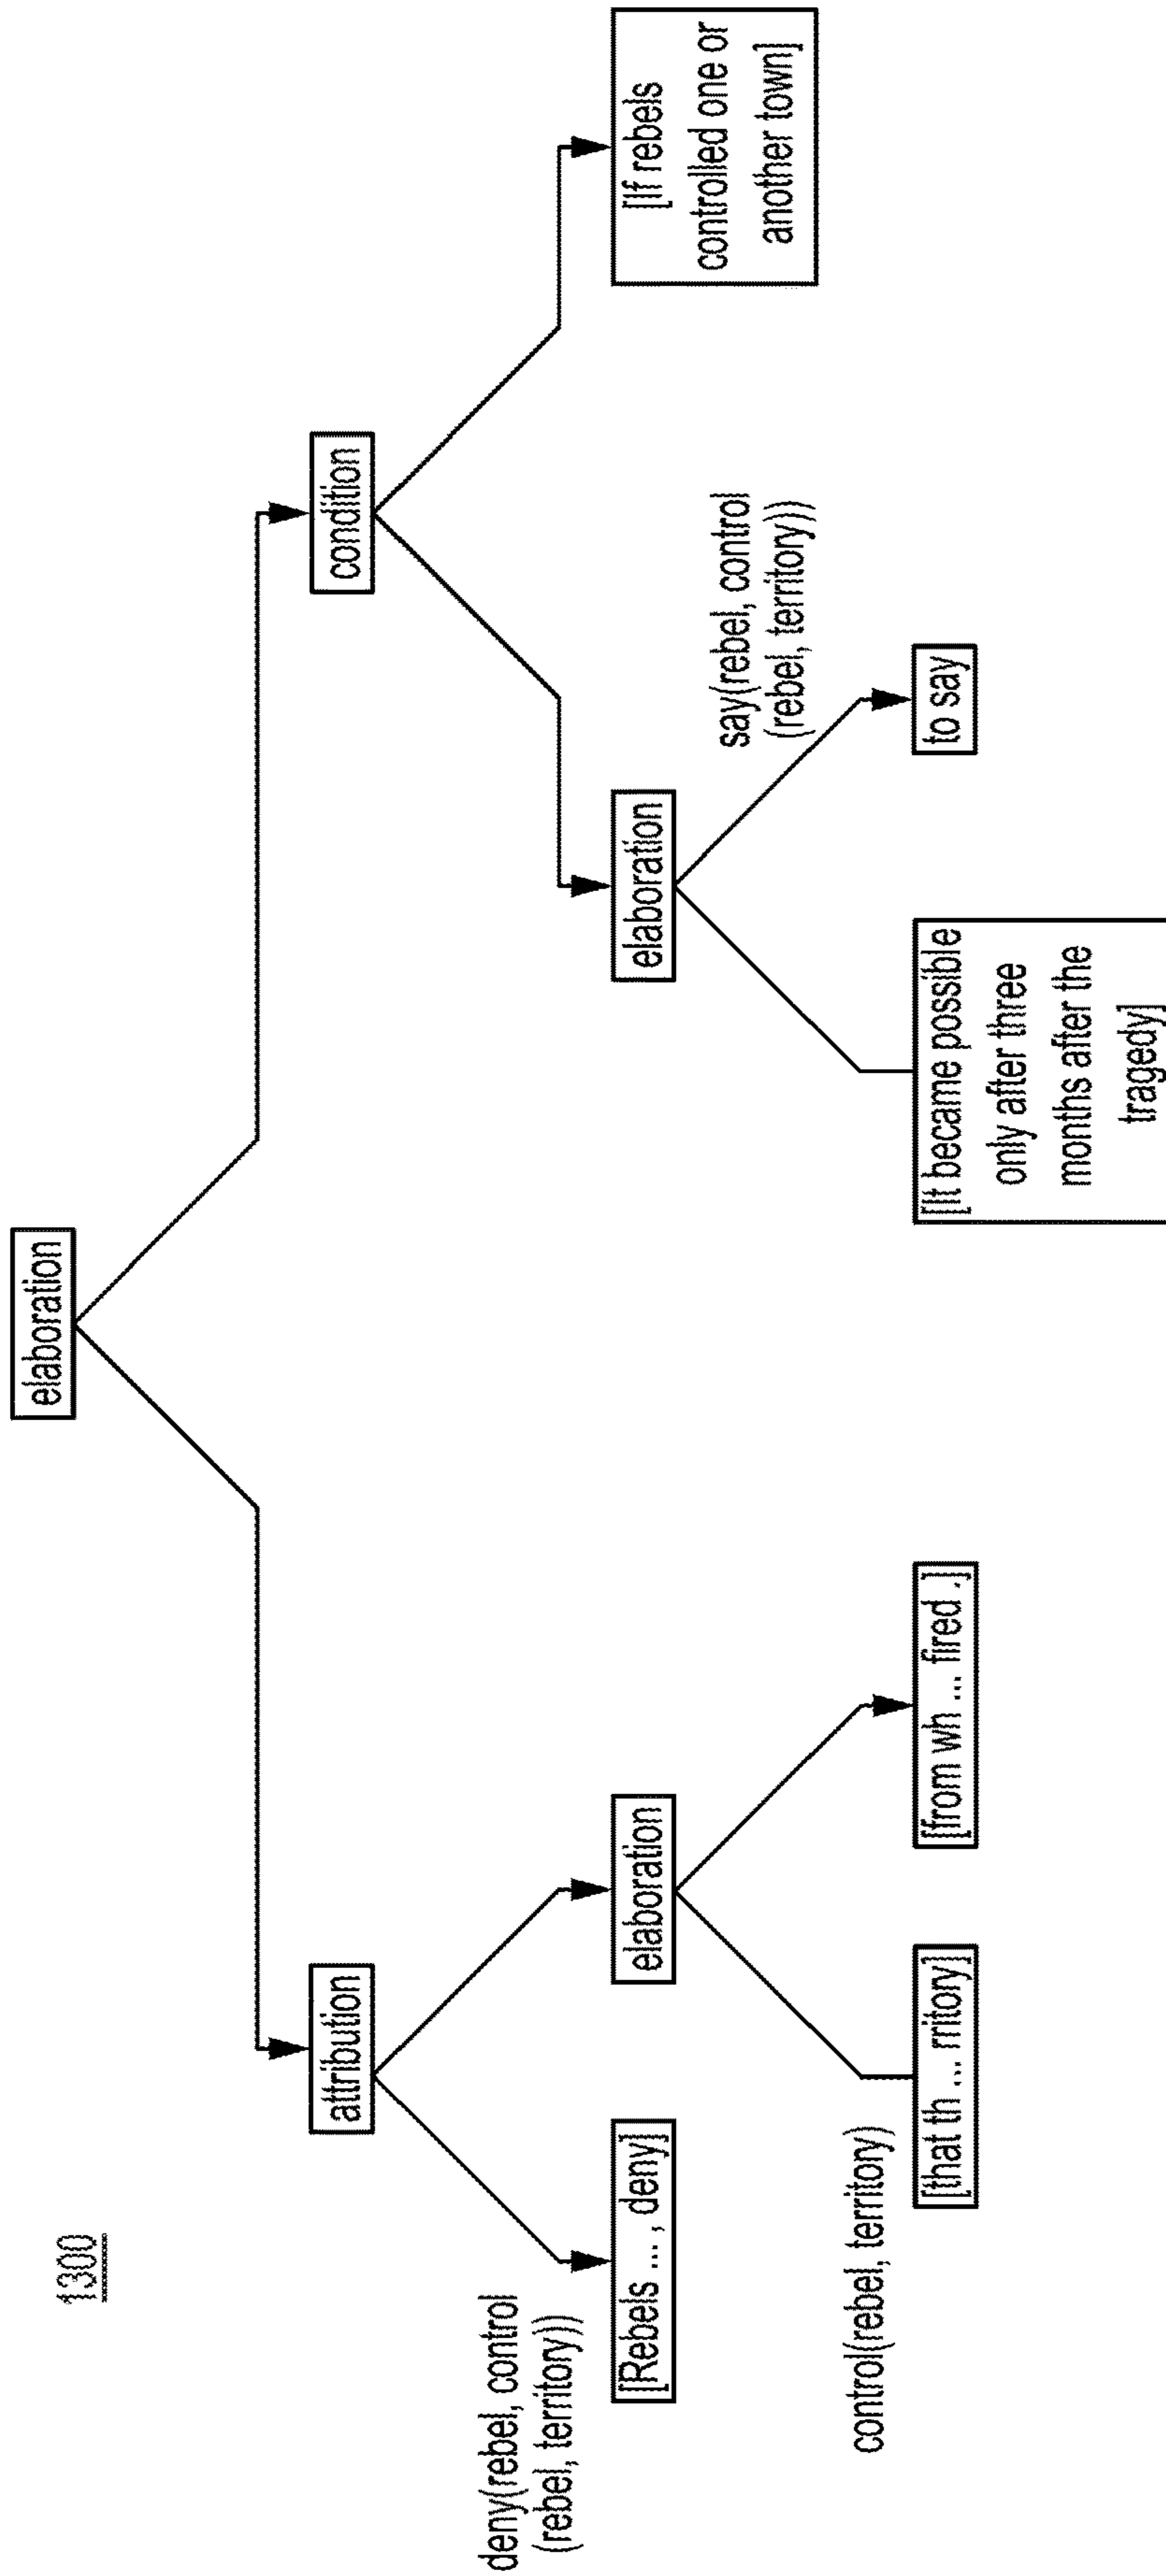 1300
elaboration
attribution
condition
deny(rebel, control
(rebel, territory))
[Rebels ... , deny]
elaboration
elaboration
[If rebels
controlled one or
another town]
control(rebel, territory)
say(rebel, control
(rebel, territory))
[that th ... rritory]
[from wh ... fired .]
[It became possible
only after three
months after the
tragedy]
to say